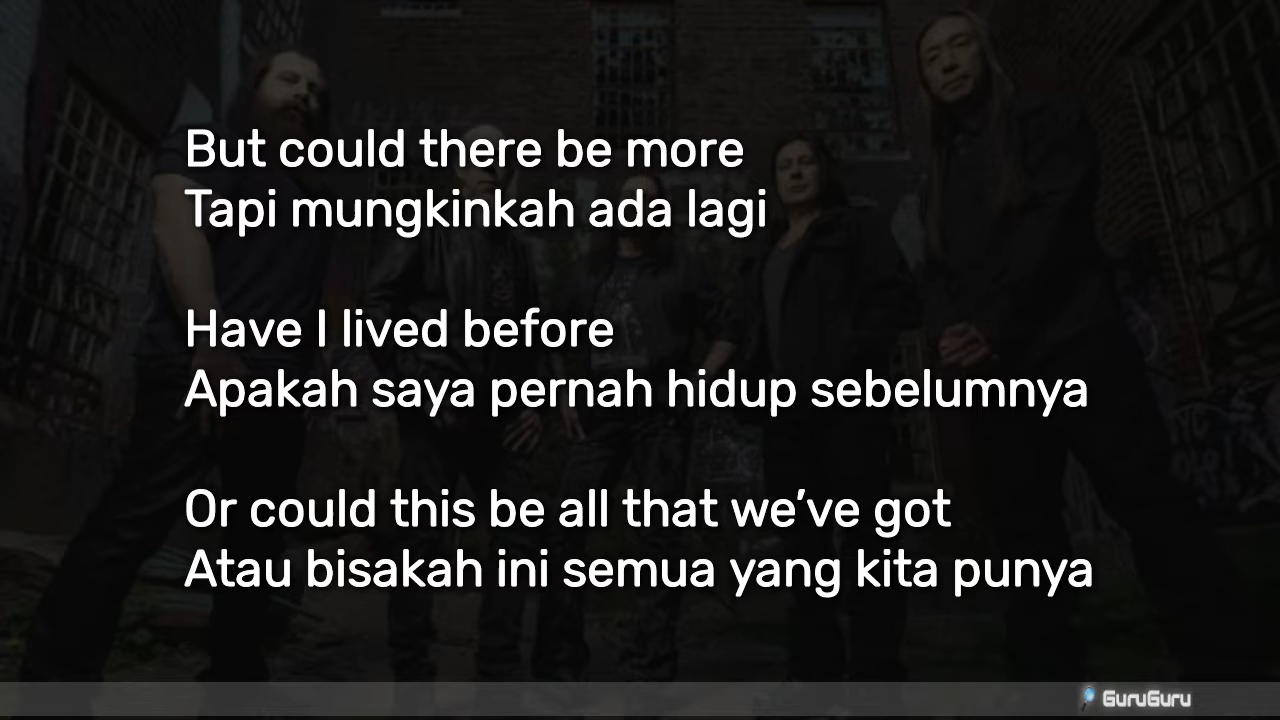 But could there be more
Tapi mungkinkah ada lagi
Have I lived before
Apakah saya pernah hidup sebelumnya
Or could this be all that we’ve got
Atau bisakah ini semua yang kita punya
GuruGuru